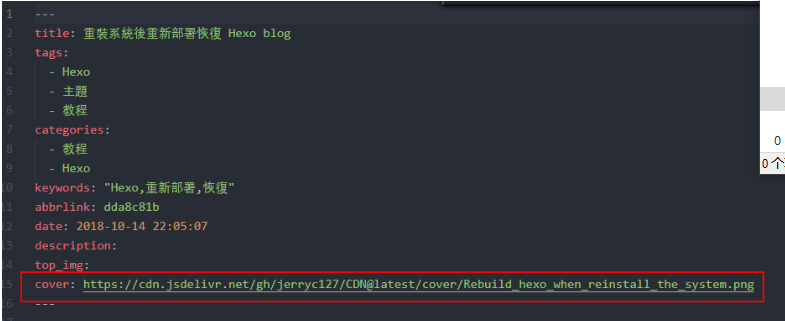 1 ---
2 title: 重裝系統後重新部署恢復 Hexo blog
3 tags:
4 - Hexo
5 - 主題
6 - 教程
7 categories:
8 - 教程
9 - Hexo
10 keywords: "Hexo,重新部署,恢復"
11 abbrlink: dda8c81b
12 date: 2018-10-14 22:05:07
13 description:
14 top_img:
15 cover: https://cdn.jsdelivr.net/gh/jerryc127/CDN@latest/cover/Rebuild_hexo_when_reinstall_the_system.png
16 ---
0
0 个